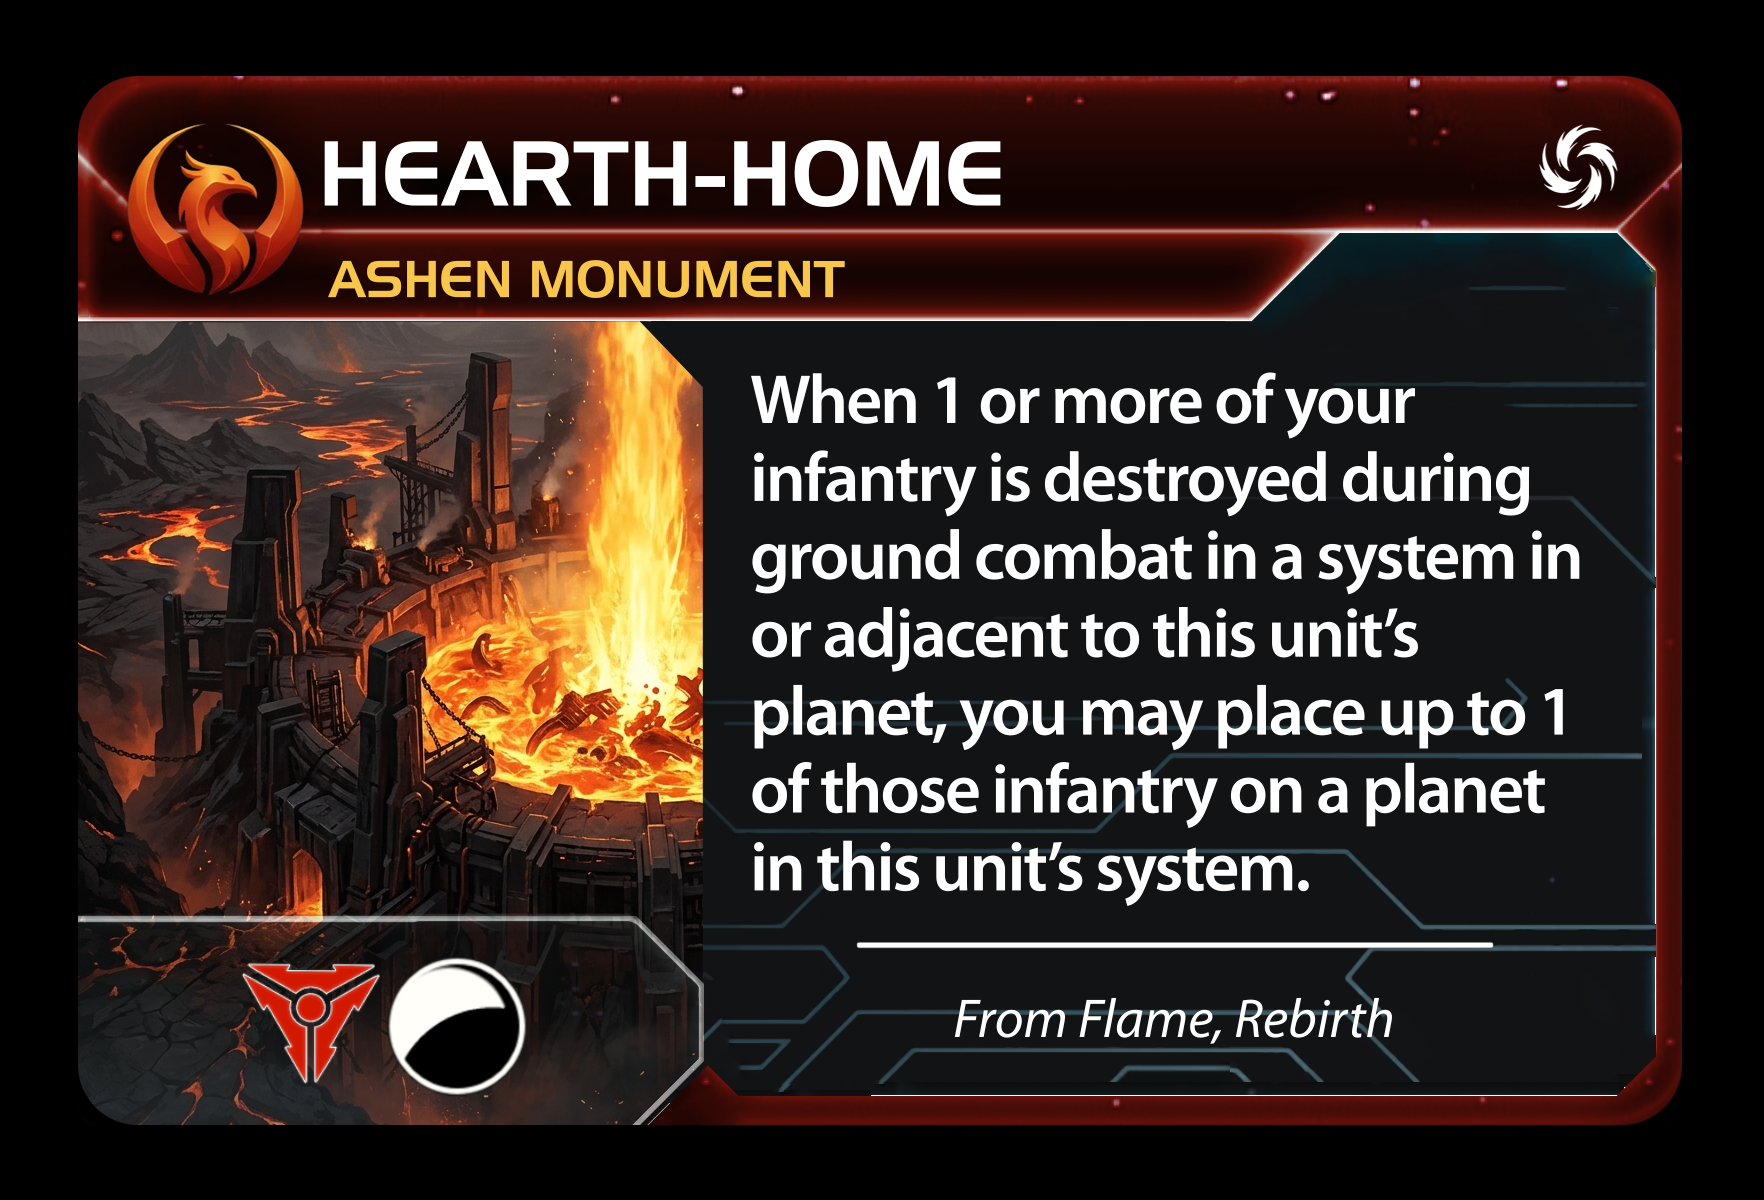 HEARTH-HOME
ASHEN MONUMENT
When 1 or more of your
infantry is destroyed during
ground combat in a system in
or adjacent to this unit’s
planet, you may place up to 1
of those infantry on a planet
in this unit’s system.
From Flame, Rebirth